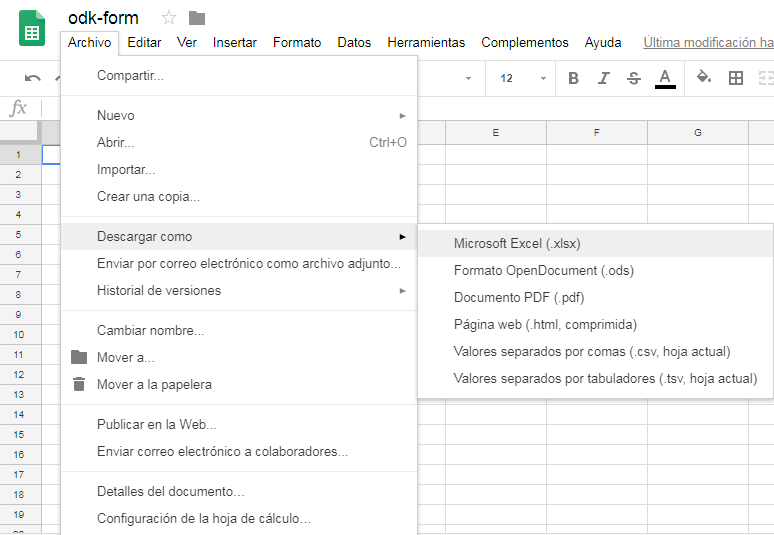 odk-form
Archivo Editar Ver Insertar Formato Datos Herramientas Complementos Ayuda Última modificación ha
12 B I S A
fx
E F G
Compartir...
Nuevo
Abrir... Ctrl+O
Importar...
Crear una copia...
Descargar como
Enviar por correo electrónico como archivo adjunto...
Historial de versiones
Cambiar nombre...
Mover a...
Mover a la papelera
Publicar en la Web...
Enviar correo electrónico a colaboradores...
Detalles del documento...
Configuración de la hoja de cálculo...
Microsoft Excel (.xlsx)
Formato OpenDocument (.ods)
Documento PDF (.pdf)
Página web (.html, comprimida)
Valores separados por comas (.csv, hoja actual)
Valores separados por tabuladores (.tsv, hoja actual)
1
2
3
4
5
6
7
8
9
10
11
12
13
14
15
16
17
18
19